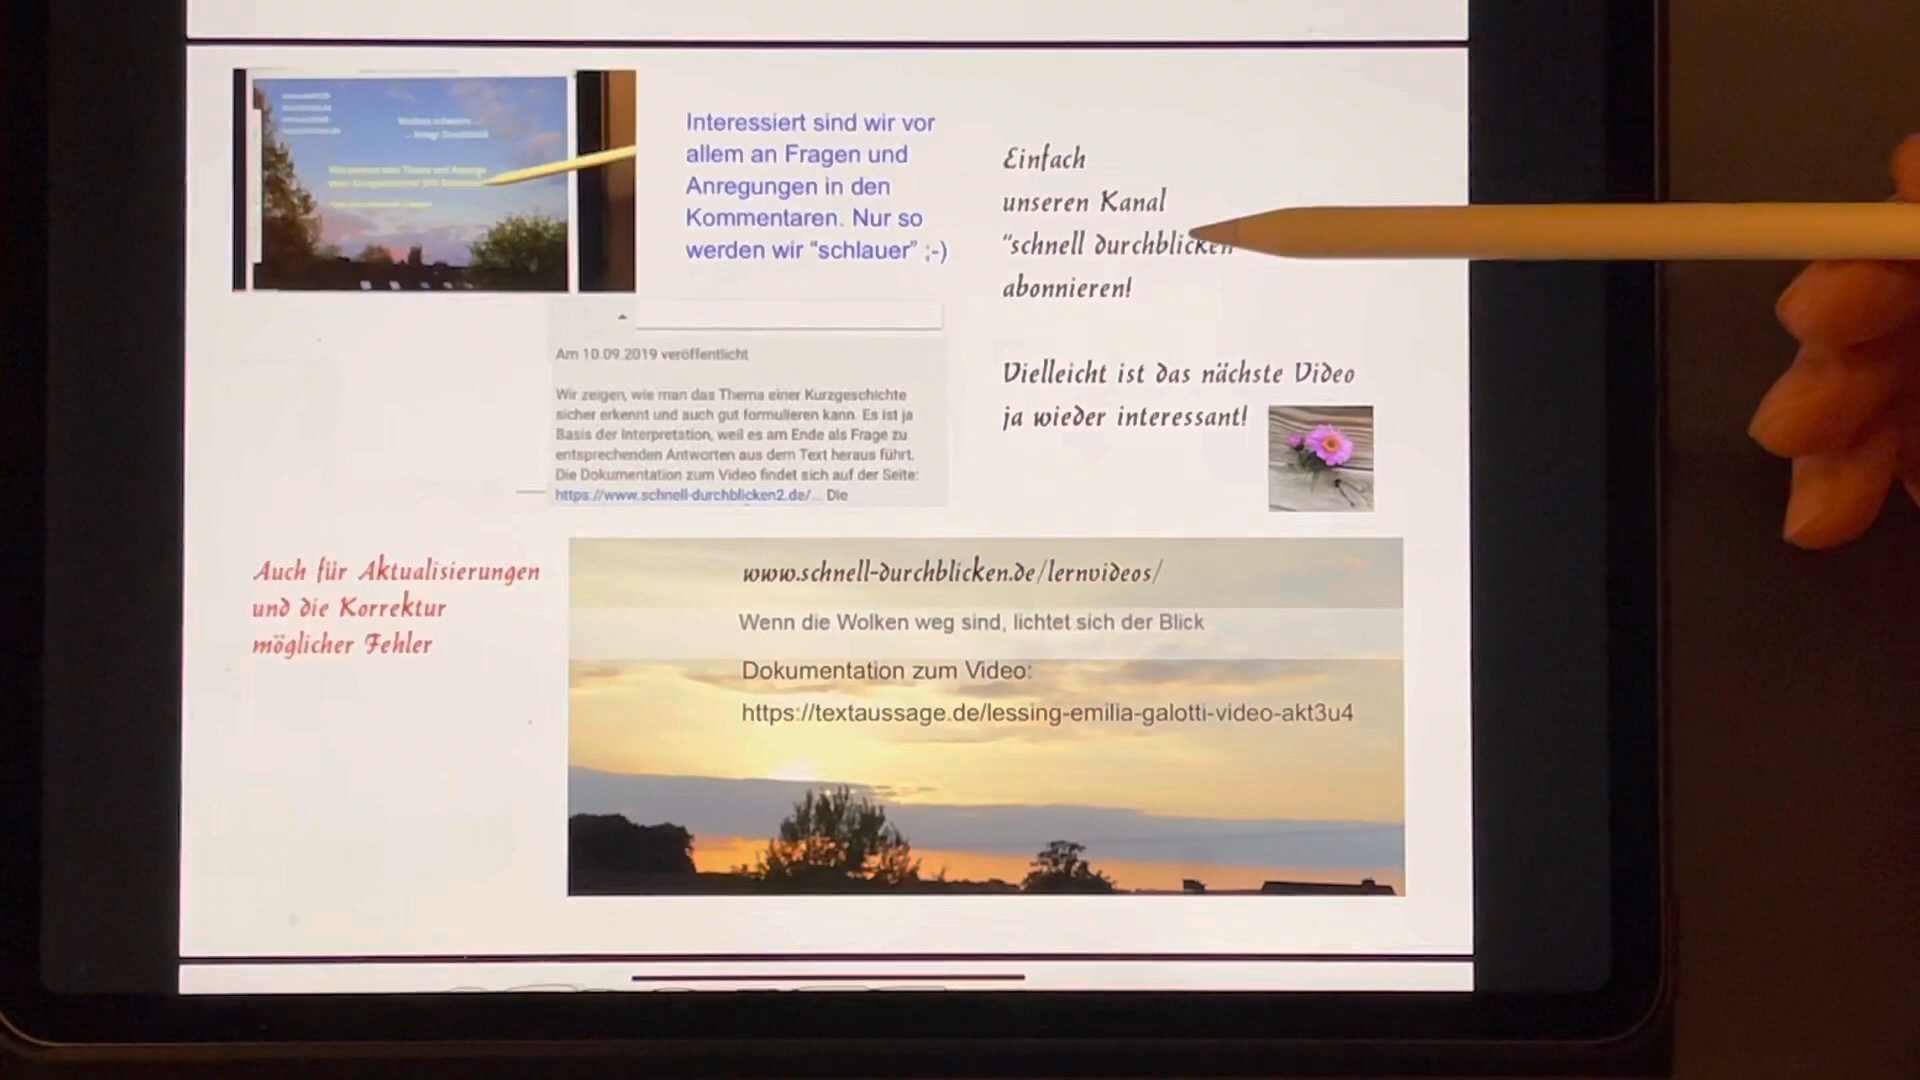 Interessiert sind wir vor
allem an Fragen und
Anregungen in den
Kommentaren. Nur so
werden wir “schlauer” ;-)
Einfach
unseren Kanal
“schnell durchblicken
abonnieren!
Vielleicht ist das nächste Video
ja wieder interessant!
Am 10.09.2019 veröffentlicht
Wir zeigen, wie man das Thema einer Kurzgeschichte
sicher erkennt und auch gut formulieren kann. Es ist ja
Basis der Interpretation, weil es am Ende als Frage zu
entsprechenden Antworten aus dem Text heraus führt.
Die Dokumentation zum Video findet sich auf der Seite:
https://www.schnell-durchblicken2.de/... Die
Auch für Aktualisierungen
und die Korrektur
möglicher Fehler
www.schnell-durchblicken.de/lernvideos/
Wenn die Wolken weg sind, lichtet sich der Blick
Dokumentation zum Video:
https://textaussage.de/lessing-emilia-galotti-video-akt3u4